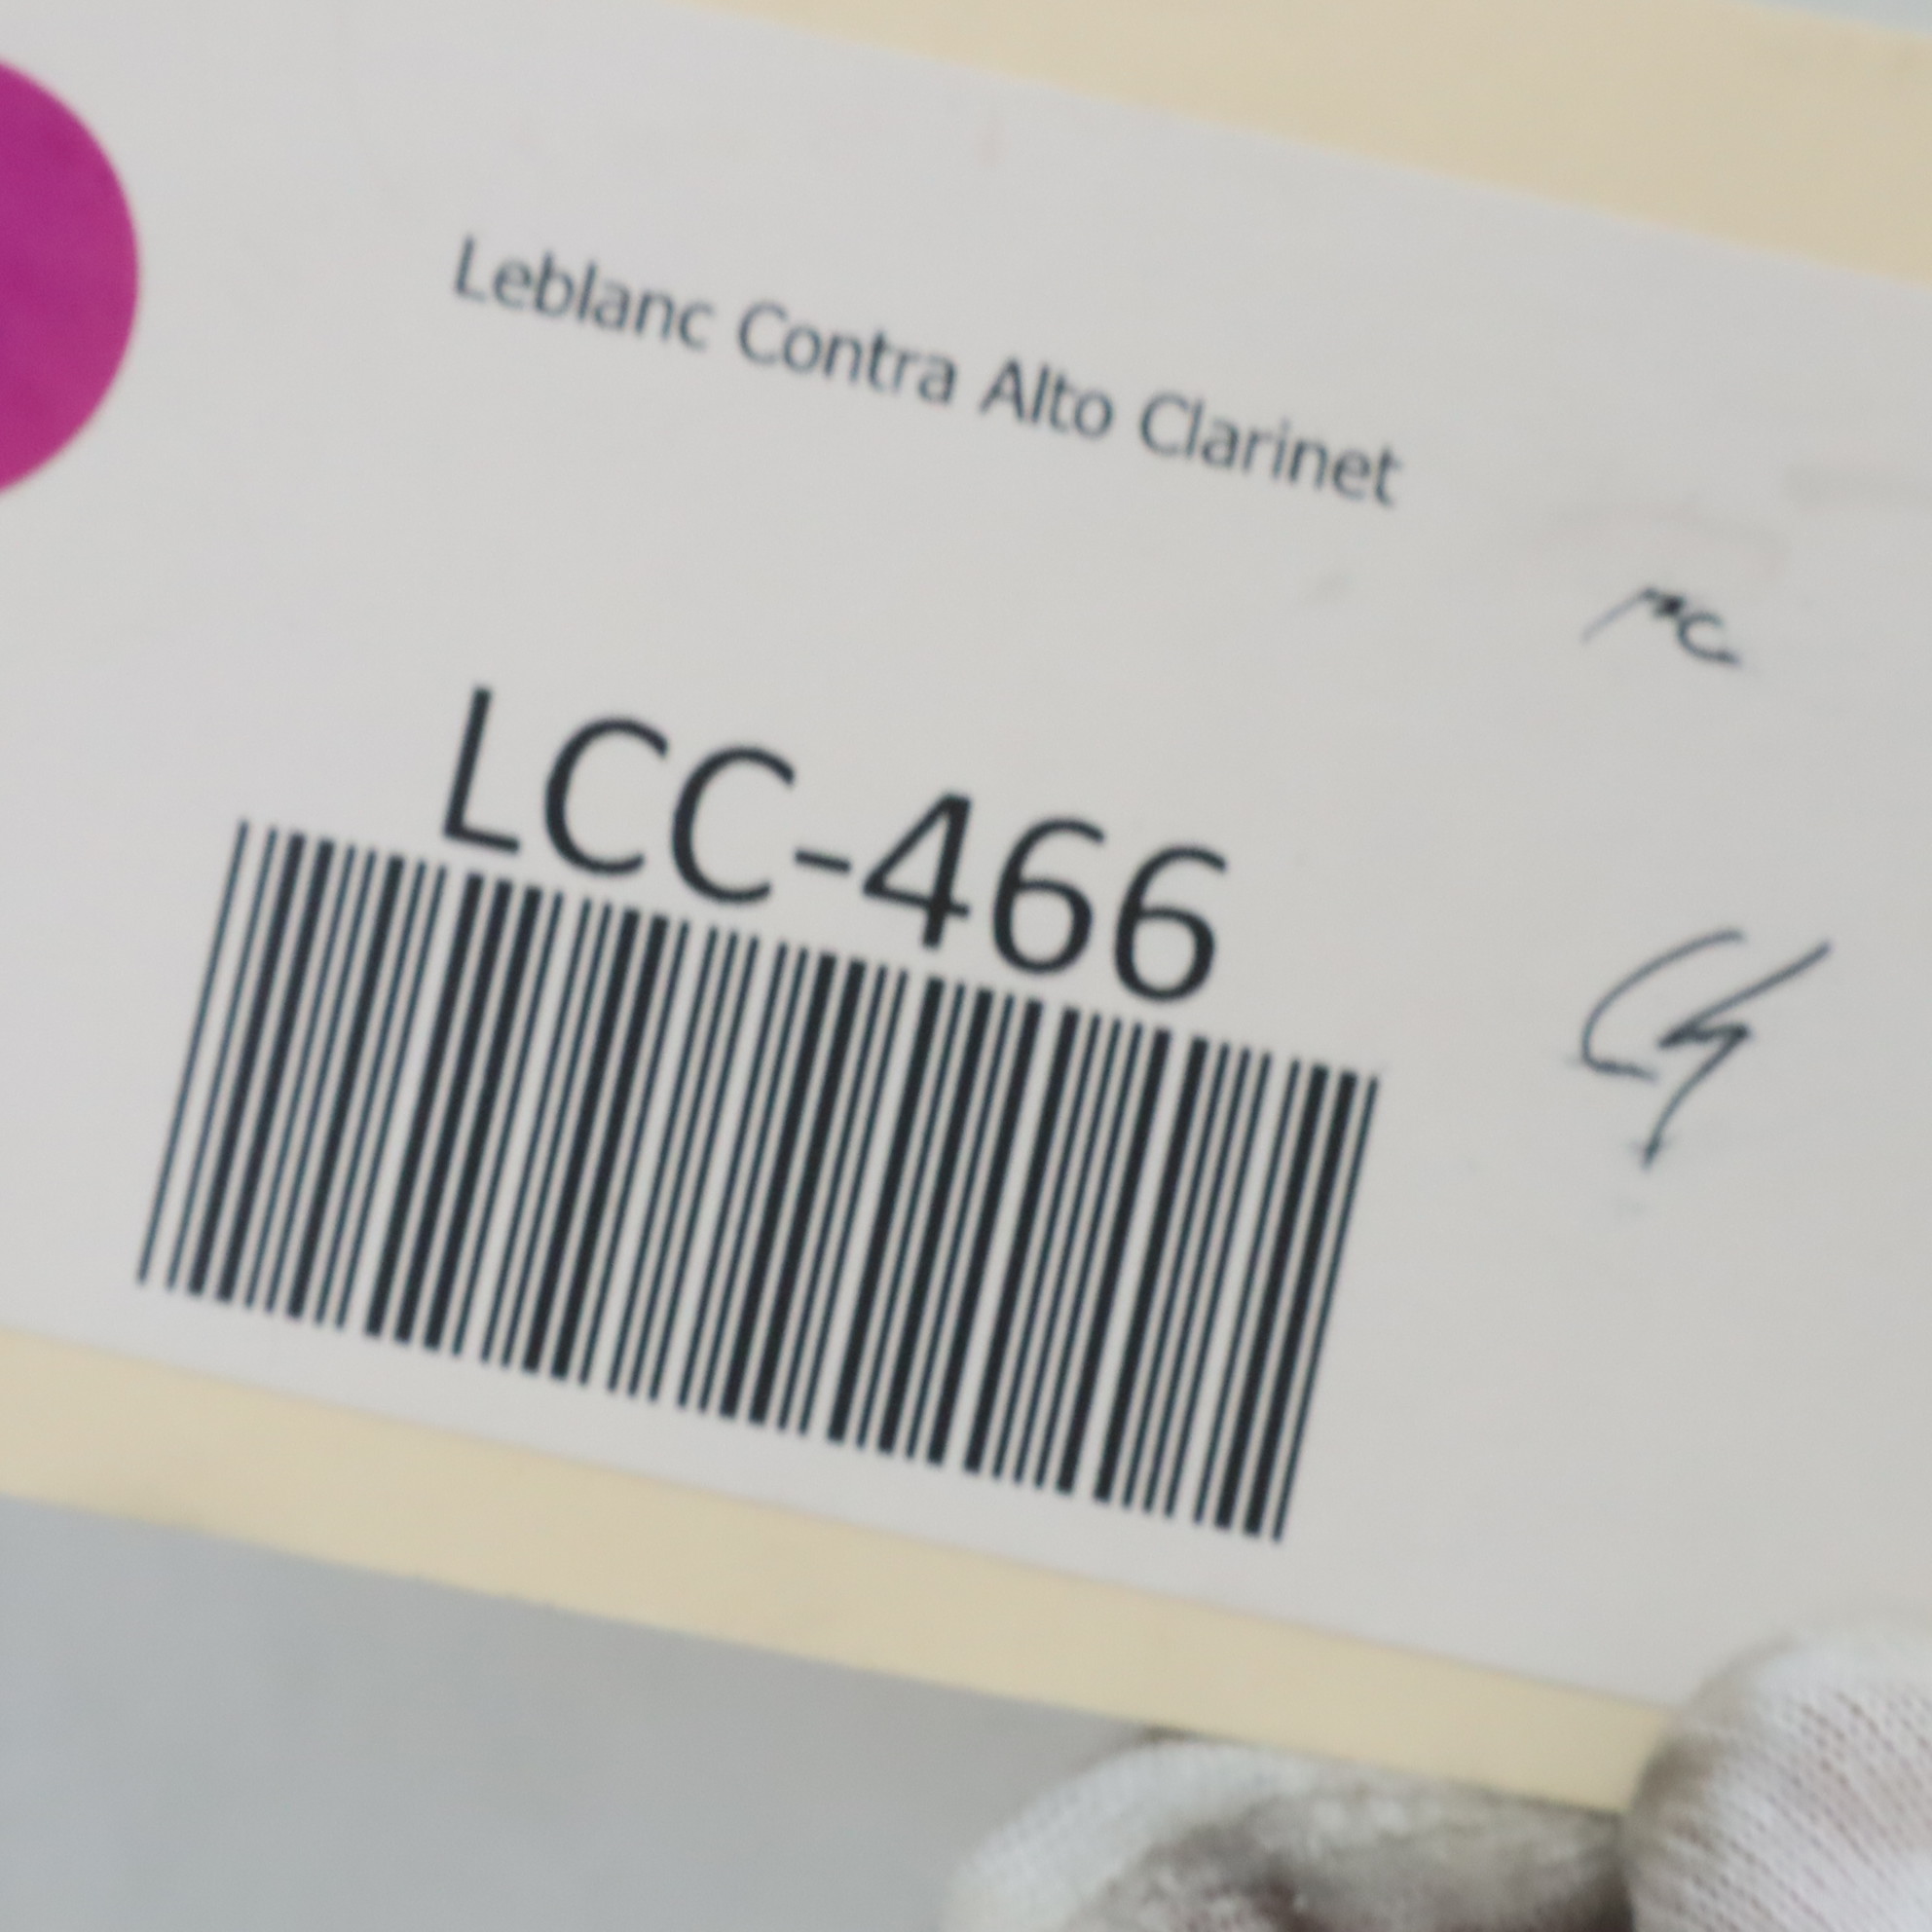 Leblanc Contra Alto Clarinet
LCC-466